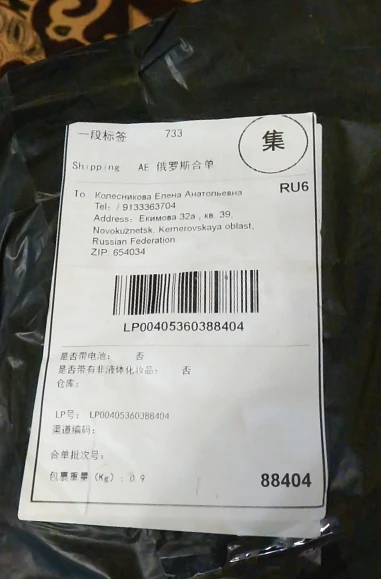 一段标签 733
集
Shipping AE 俄罗斯合单
RU6
To Колесникова Елена Анатольевна
Tel: / 9133363704
Address: Екимова 32а , кв. 39,
Novokuznetsk, Kemerovskaya oblast,
Russian Federation
ZIP: 654034
LP00405360388404
是否带电池: 否
是否带有非液体化妆品: 否
仓库:
LP号: LP00405360388404
渠道编码:
合单批次号:
包裹重量 (Kg) : 0.9
88404